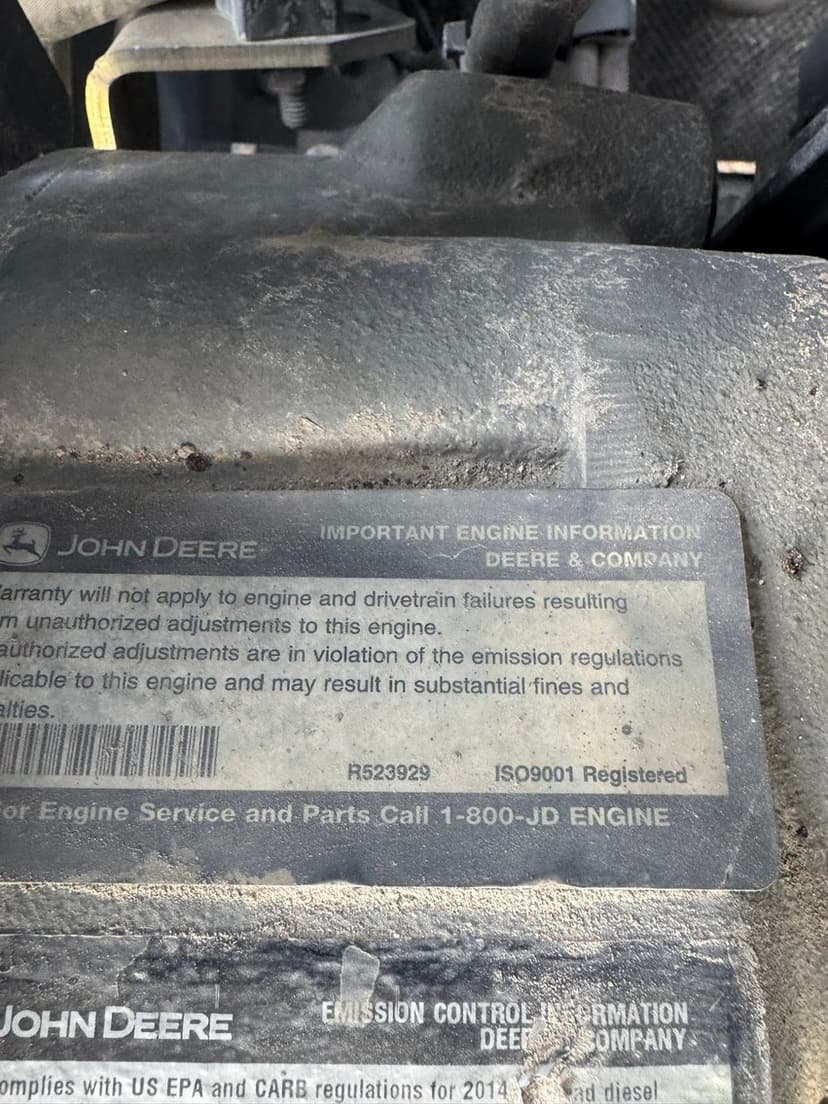 JOHN DEERE
IMPORTANT ENGINE INFORMATION
DEERE & COMPANY
arranty will not apply to engine and drivetrain failures resulting
m unauthorized adjustments to this engine.
authorized adjustments are in violation of the emission regulations
licable to this engine and may result in substantial fines and
alties.
R523929 ISO9001 Registered
or Engine Service and Parts Call 1-800-JD ENGINE
JOHN DEERE
EMISSION CONTROL
DEERE COMPANY
omplies with US EPA and CARB regulations for 2014 diesel